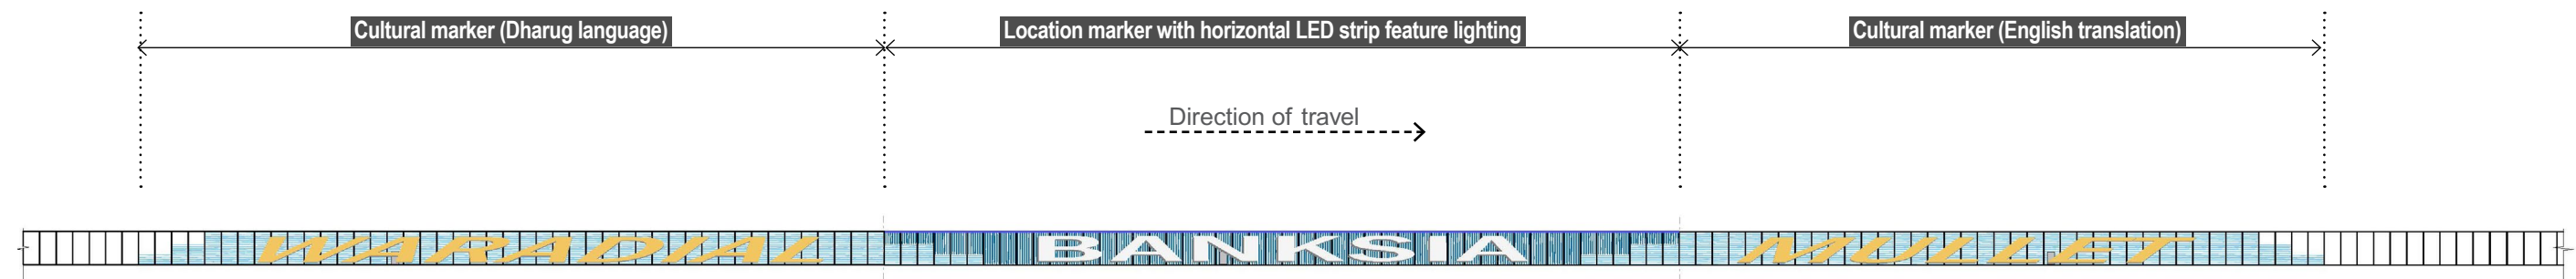 Cultural marker (Dharug language)
Location marker with horizontal LED strip feature lighting
Cultural marker (English translation)
Direction of travel
WARADIAL
BANKSIA
MULLET